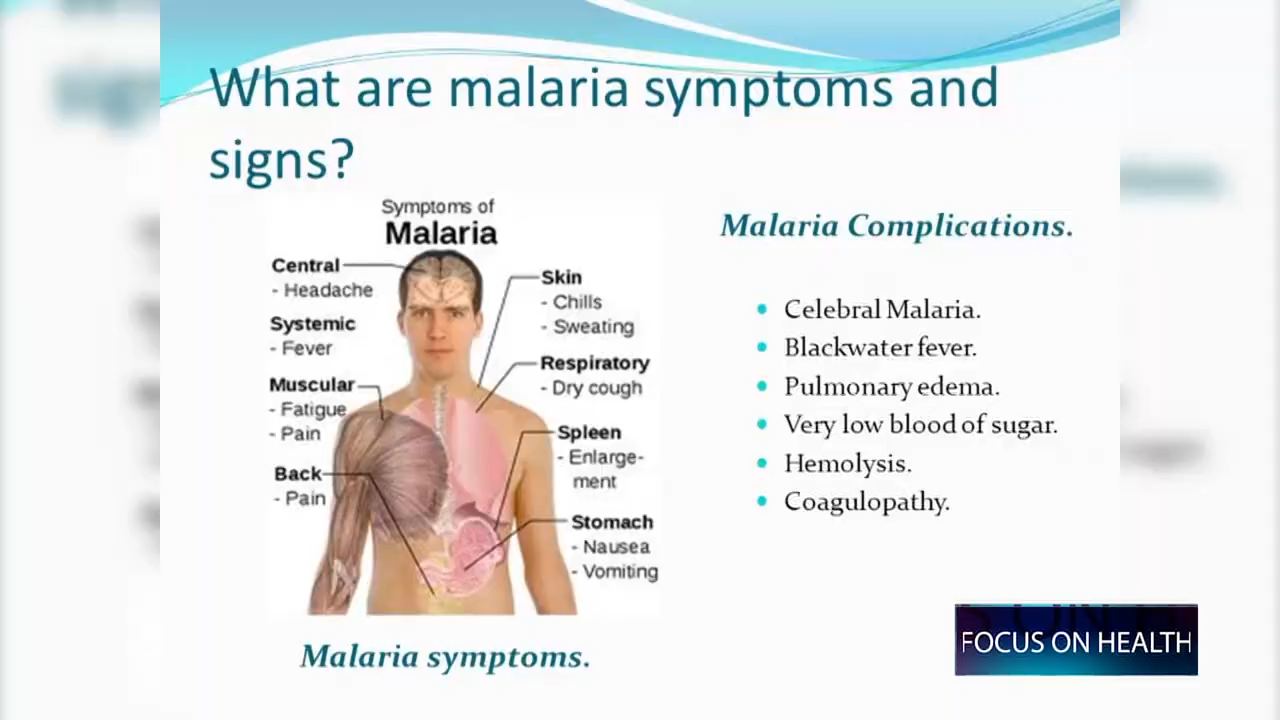 What are malaria symptoms and
signs?
Symptoms of
Malaria
Central
- Headache
Systemic
- Fever
Muscular
- Fatigue
- Pain
Back
- Pain
Skin
- Chills
- Sweating
Respiratory
- Dry cough
Spleen
- Enlarge-
ment
Stomach
- Nausea
- Vomiting
Malaria symptoms.
Malaria Complications.
• Celebral Malaria.
• Blackwater fever.
• Pulmonary edema.
• Very low blood of sugar.
• Hemolysis.
• Coagulopathy.
FOCUS ON HEALTH